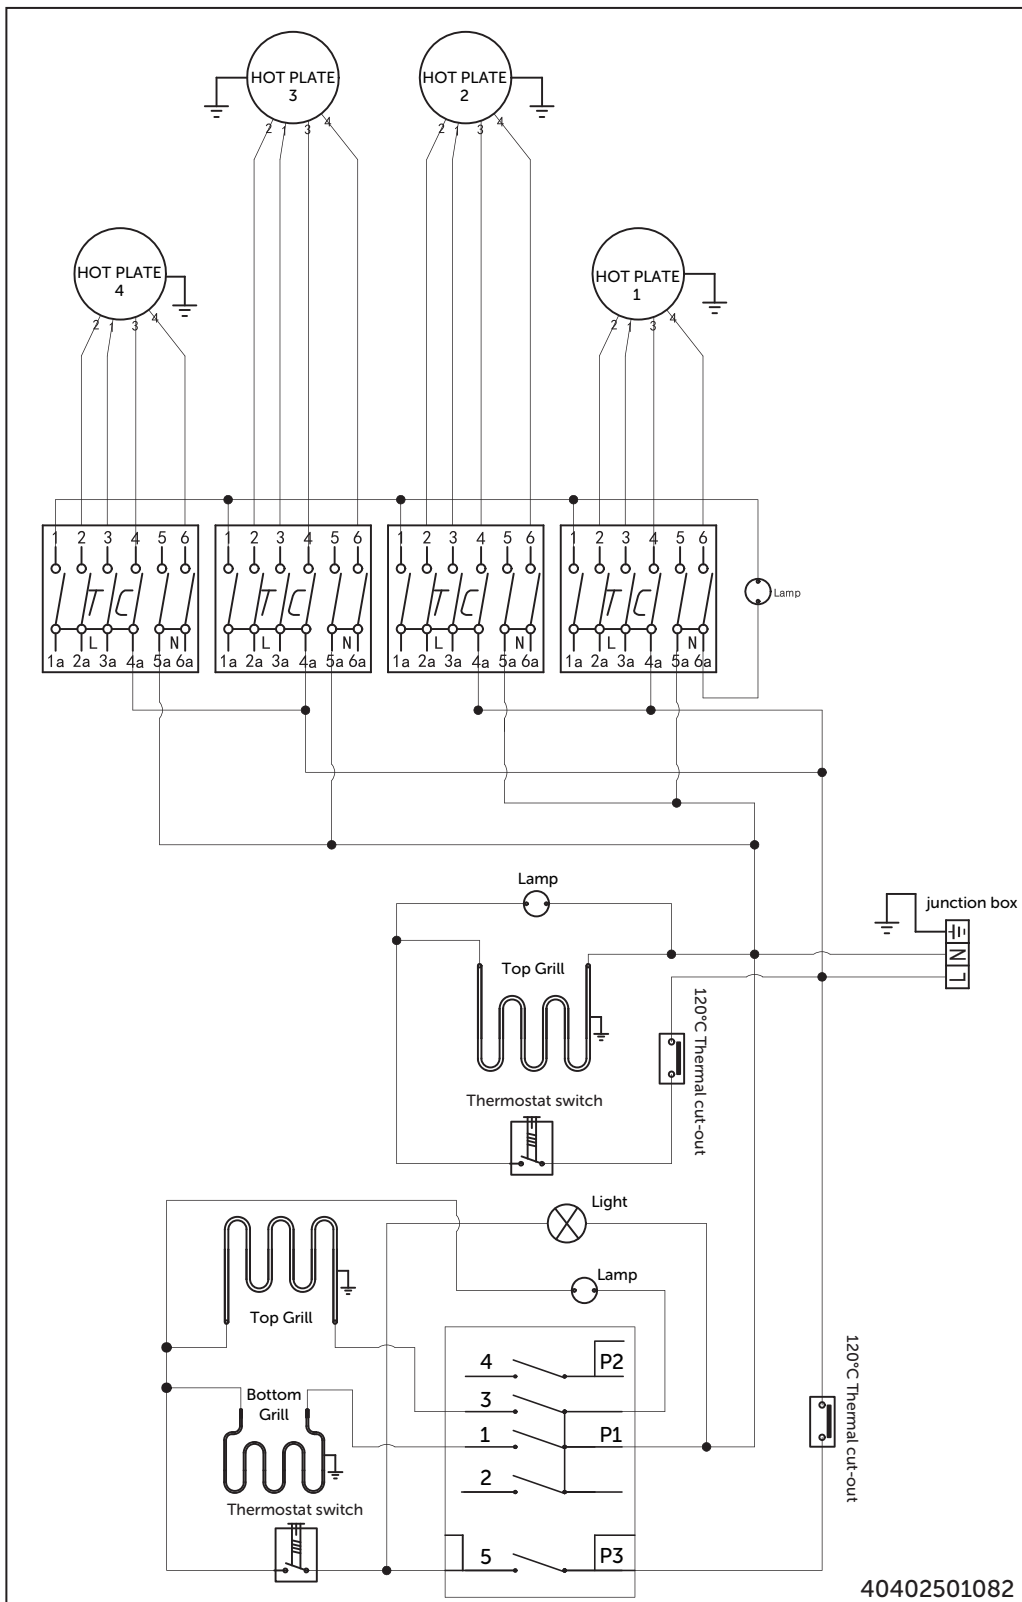 HOT PLATE
3
2 1 3 4
HOT PLATE
2
2 1 3 4
HOT PLATE
4
2 1 3 4
HOT PLATE
1
2 1 3 4
1 2 3 4 5 6
TC
L N
1a 2a 3a 4a 5a 6a
1 2 3 4 5 6
TC
L N
1a 2a 3a 4a 5a 6a
1 2 3 4 5 6
TC
L N
1a 2a 3a 4a 5a 6a
1 2 3 4 5 6
TC
L N
1a 2a 3a 4a 5a 6a
Lamp
Lamp
junction box
N
L
Top Grill
120°C Thermal cut-out
Thermostat switch
Light
Lamp
Top Grill
4 P2
3
1 P1
2
5 P3
Bottom
Grill
Thermostat switch
120°C Thermal cut-out
40402501082